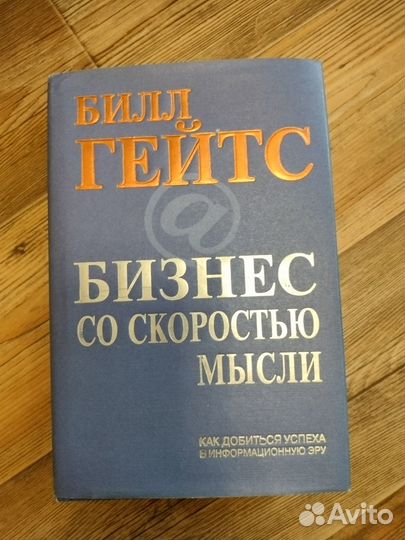 БИЛЛ
ГЕЙТС
@
БИЗНЕС
СО СКОРОСТЬЮ
МЫСЛИ
КАК ДОБИТЬСЯ УСПЕХА
В ИНФОРМАЦИОННУЮ ЭРУ
Avito